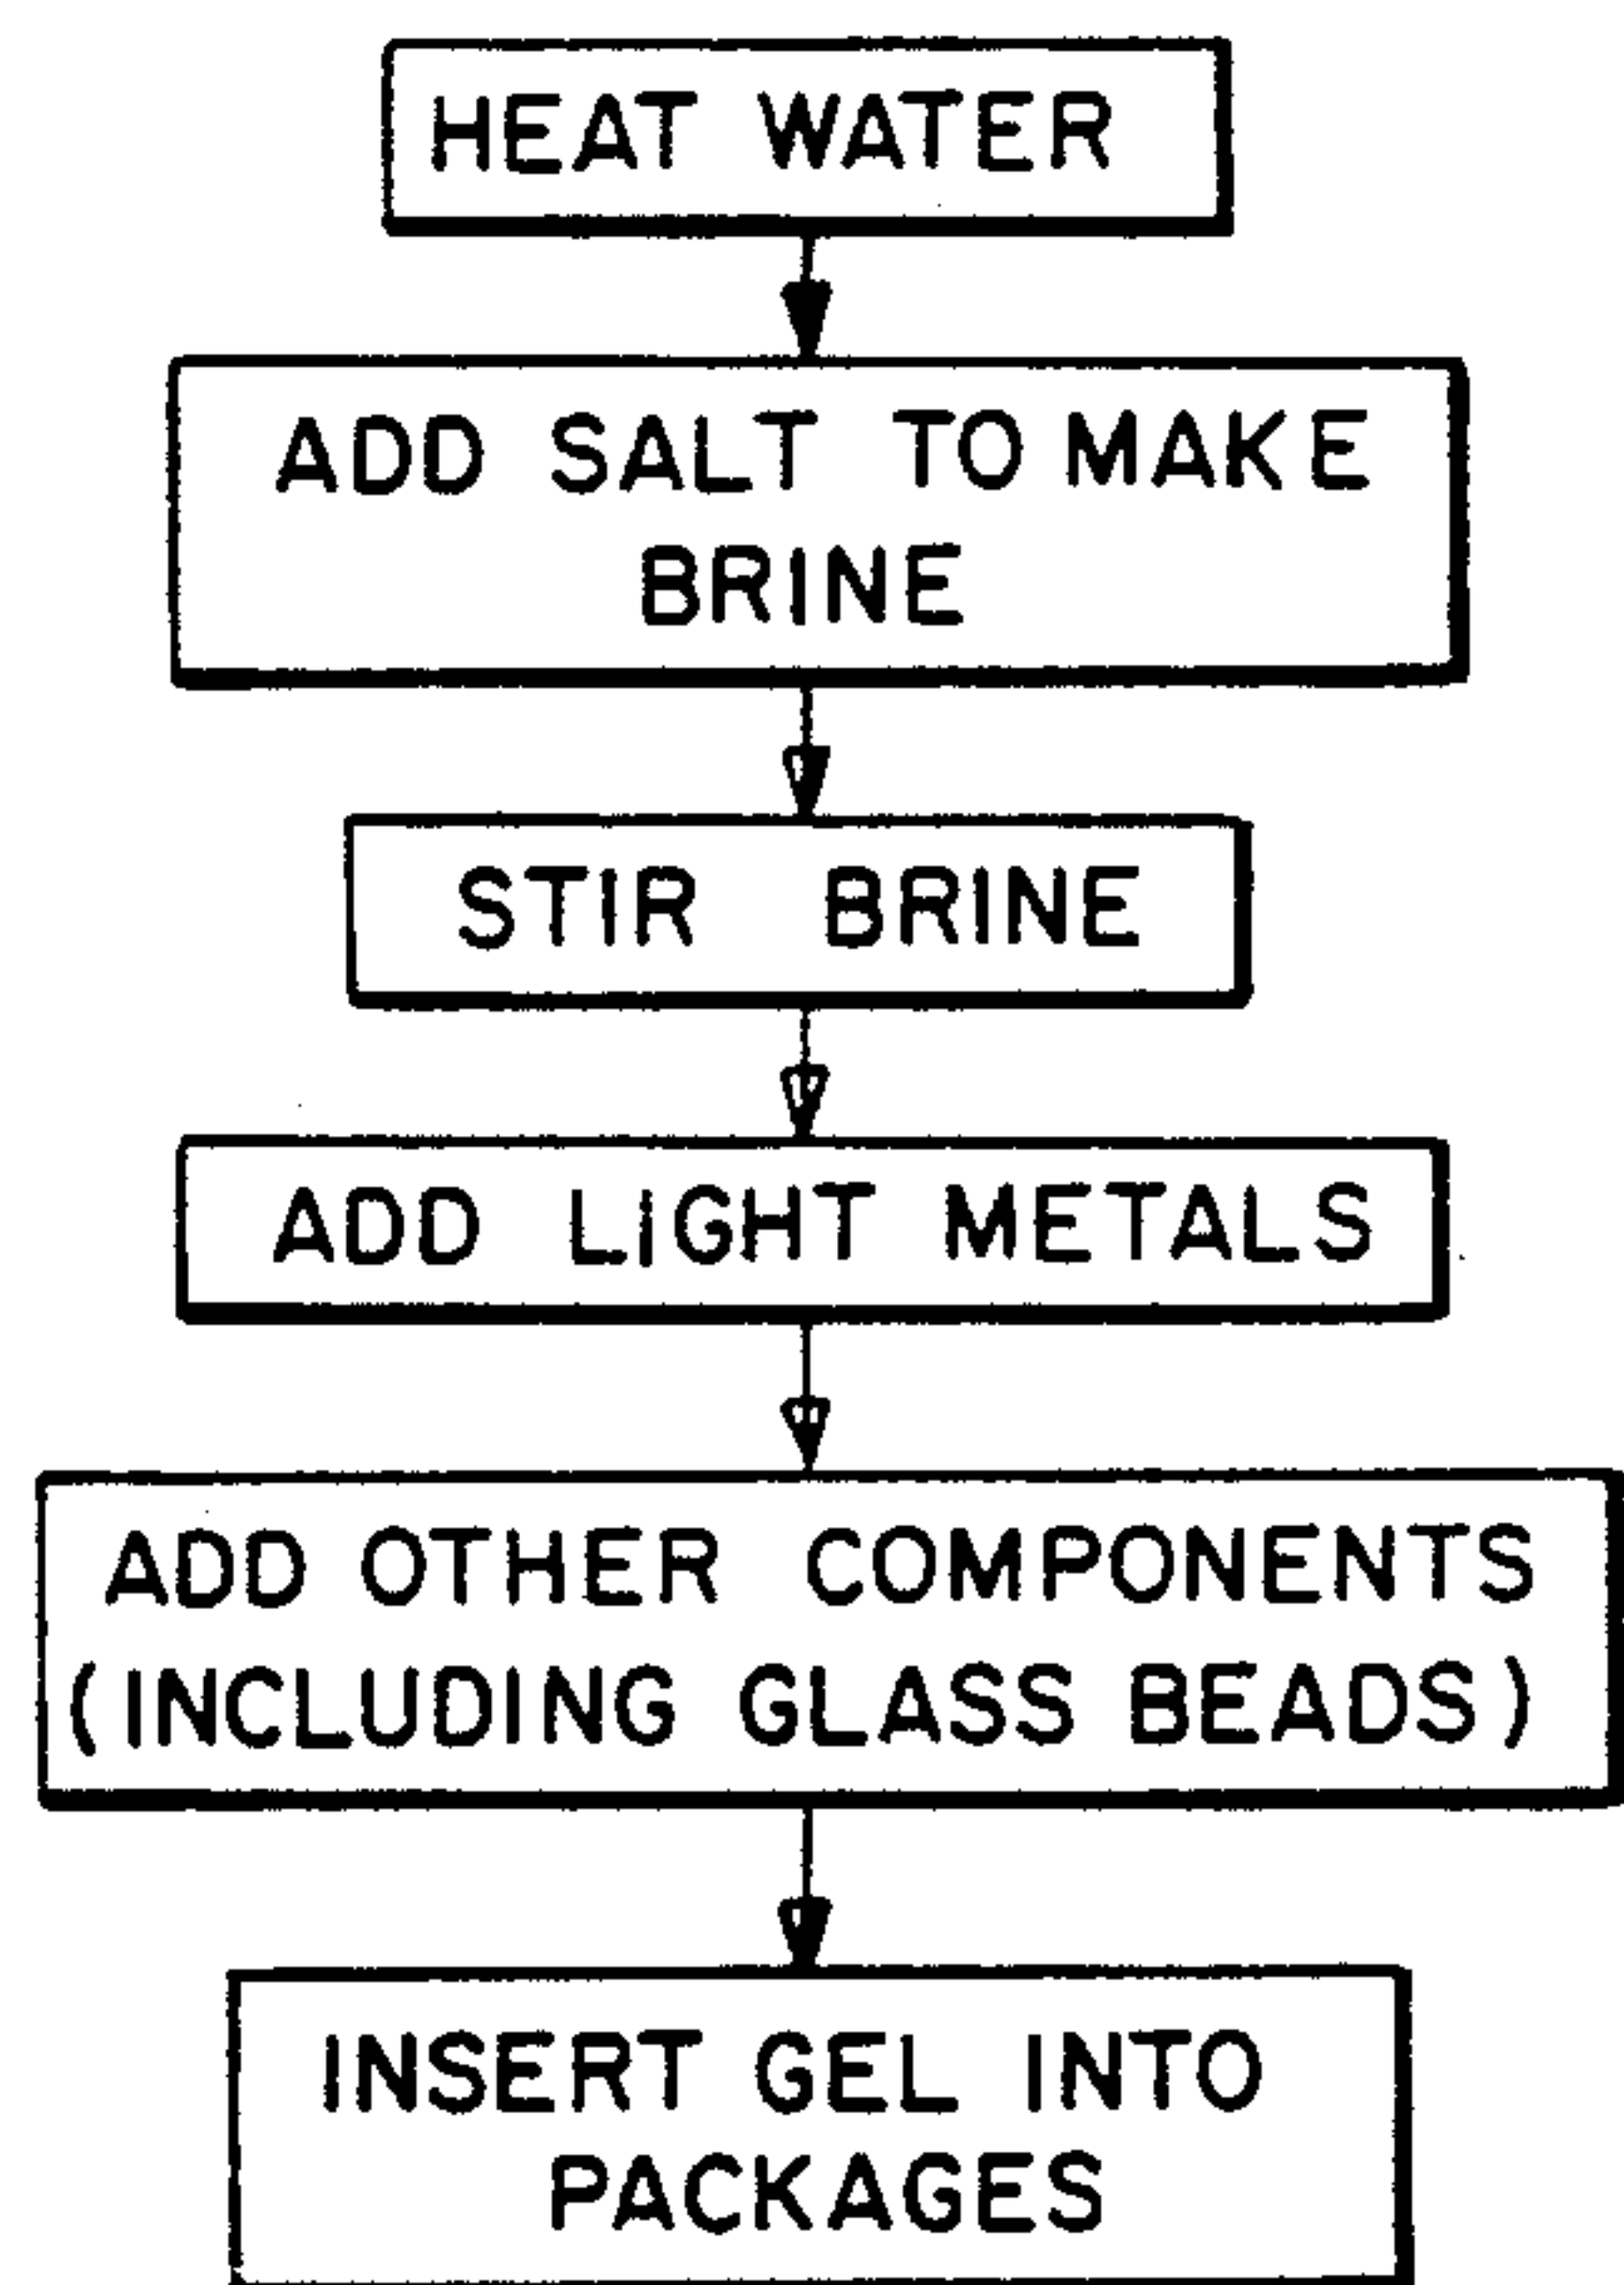 HEAT WATER
ADD SALT TO MAKE
BRINE
STIR BRINE
ADD LIGHT METALS
ADD OTHER COMPONENTS
(INCLUDING GLASS BEADS)
INSERT GEL INTO
PACKAGES